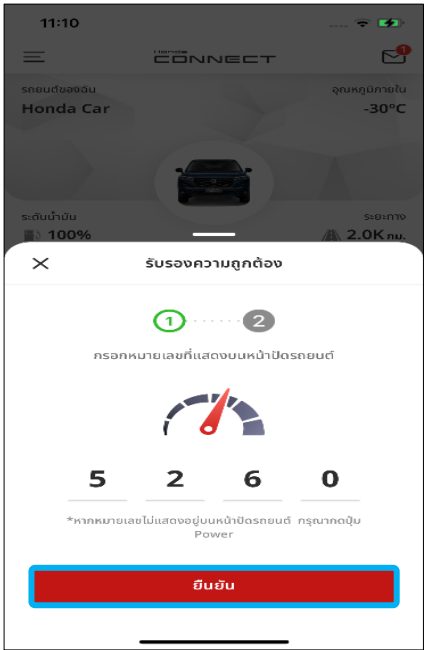 11:10
Honda
CONNECT
1
รถยนต์ของฉัน
อุณหภูมิภายใน
Honda Car
-30°C
ระดับน้ำมัน
ระยะทาง
100%
2.0K กม.
รับรองความถูกต้อง
1
2
กรอกหมายเลขที่แสดงบนหน้าปัดรถยนต์
5 2 6 0
*หากหมายเลขไม่แสดงอยู่บนหน้าปัดรถยนต์ กรุณากดปุ่ม
Power
ยืนยัน